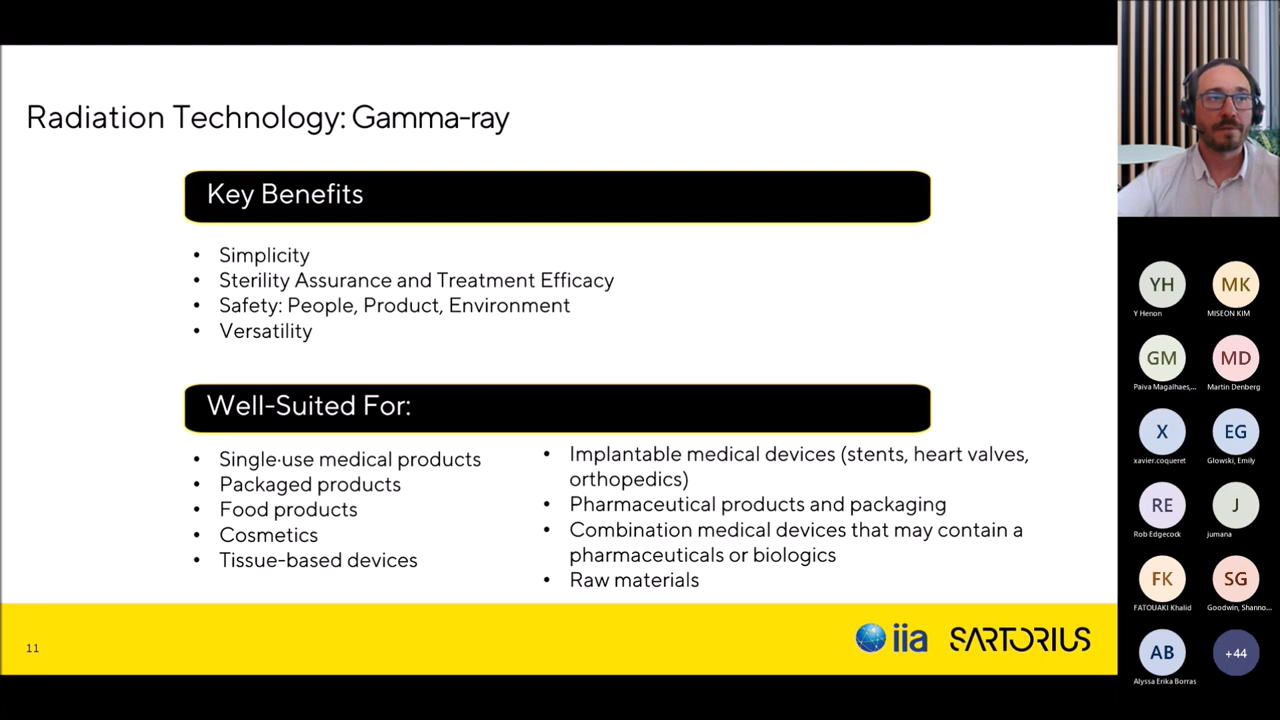 Radiation Technology: Gamma-ray
Key Benefits
• Simplicity
• Sterility Assurance and Treatment Efficacy
• Safety: People, Product, Environment
• Versatility
Well-Suited For:
• Single·use medical products
• Packaged products
• Food products
• Cosmetics
• Tissue-based devices
• Implantable medical devices (stents, heart valves,
orthopedics)
• Pharmaceutical products and packaging
• Combination medical devices that may contain a
pharmaceuticals or biologics
• Raw materials
11
iia
SARTORIUS
YH
Y Henon
MK
MISEON KIM
GM
Paiva Magalhaes,...
MD
Martin Denberg
X
xavier.coqueret
EG
Glowski, Emily
RE
Rob Edgecock
J
jumana
FK
FATOUAKI Khalid
SG
Goodwin, Shanno...
AB
Alyssa Erika Borras
+44